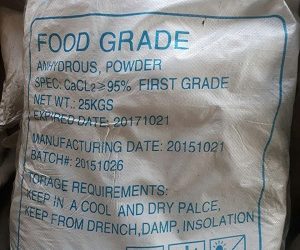 FOOD GRADE
ANHYDROUS, POWDER
SPEC: CaCL₂≥95% FIRST GRADE
NET WT.: 25KGS
EXPIRED DATE: 20171021
MANUFACTURING DATE: 20151021
BATCH#: 20151026
TORAGE REQUIREMENTS:
KEEP IN A COOL AND DRY PALCE,
KEEP FROM DRENCH,DAMP, INSOLATION